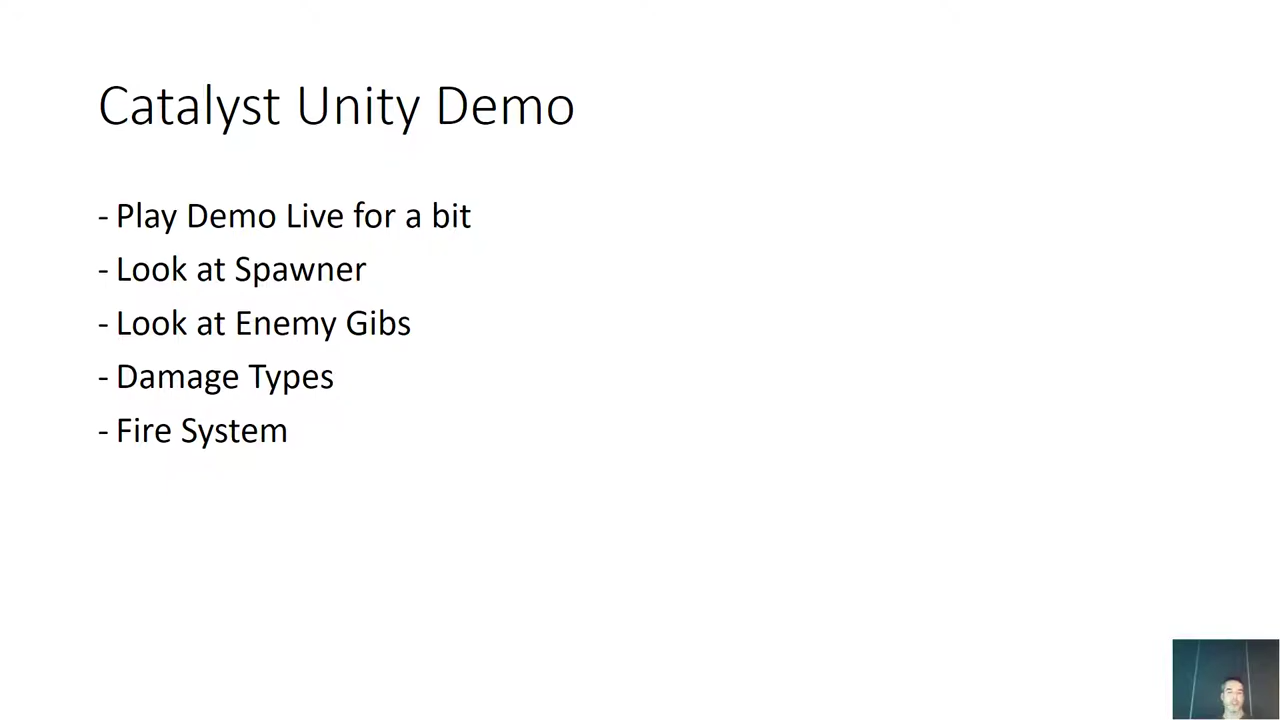 Catalyst Unity Demo
- Play Demo Live for a bit
- Look at Spawner
- Look at Enemy Gibs
- Damage Types
- Fire System